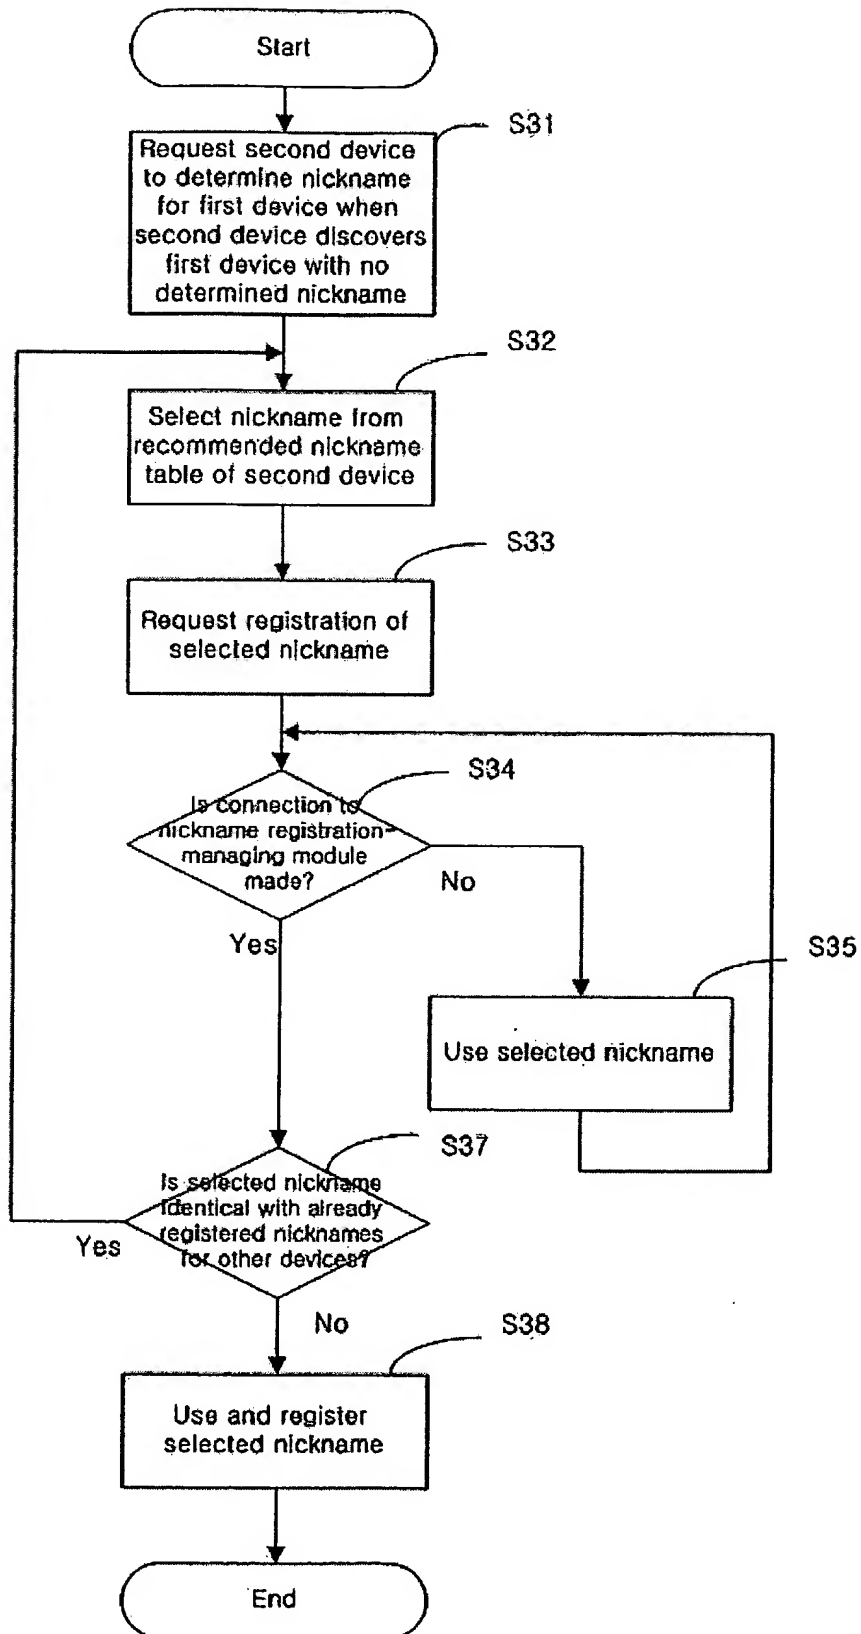 Start
S31
Request second device
to determine nickname
for first device when
second device discovers
first device with no
determined nickname
S32
Select nickname from
recommended nickname
table of second device
S33
Request registration of
selected nickname
S34
Is connection to
nickname registration-
managing module
made?
No
Yes
S35
Use selected nickname
S37
Is selected nickname
identical with already
registered nicknames
for other devices?
Yes
No
S38
Use and register
selected nickname
End